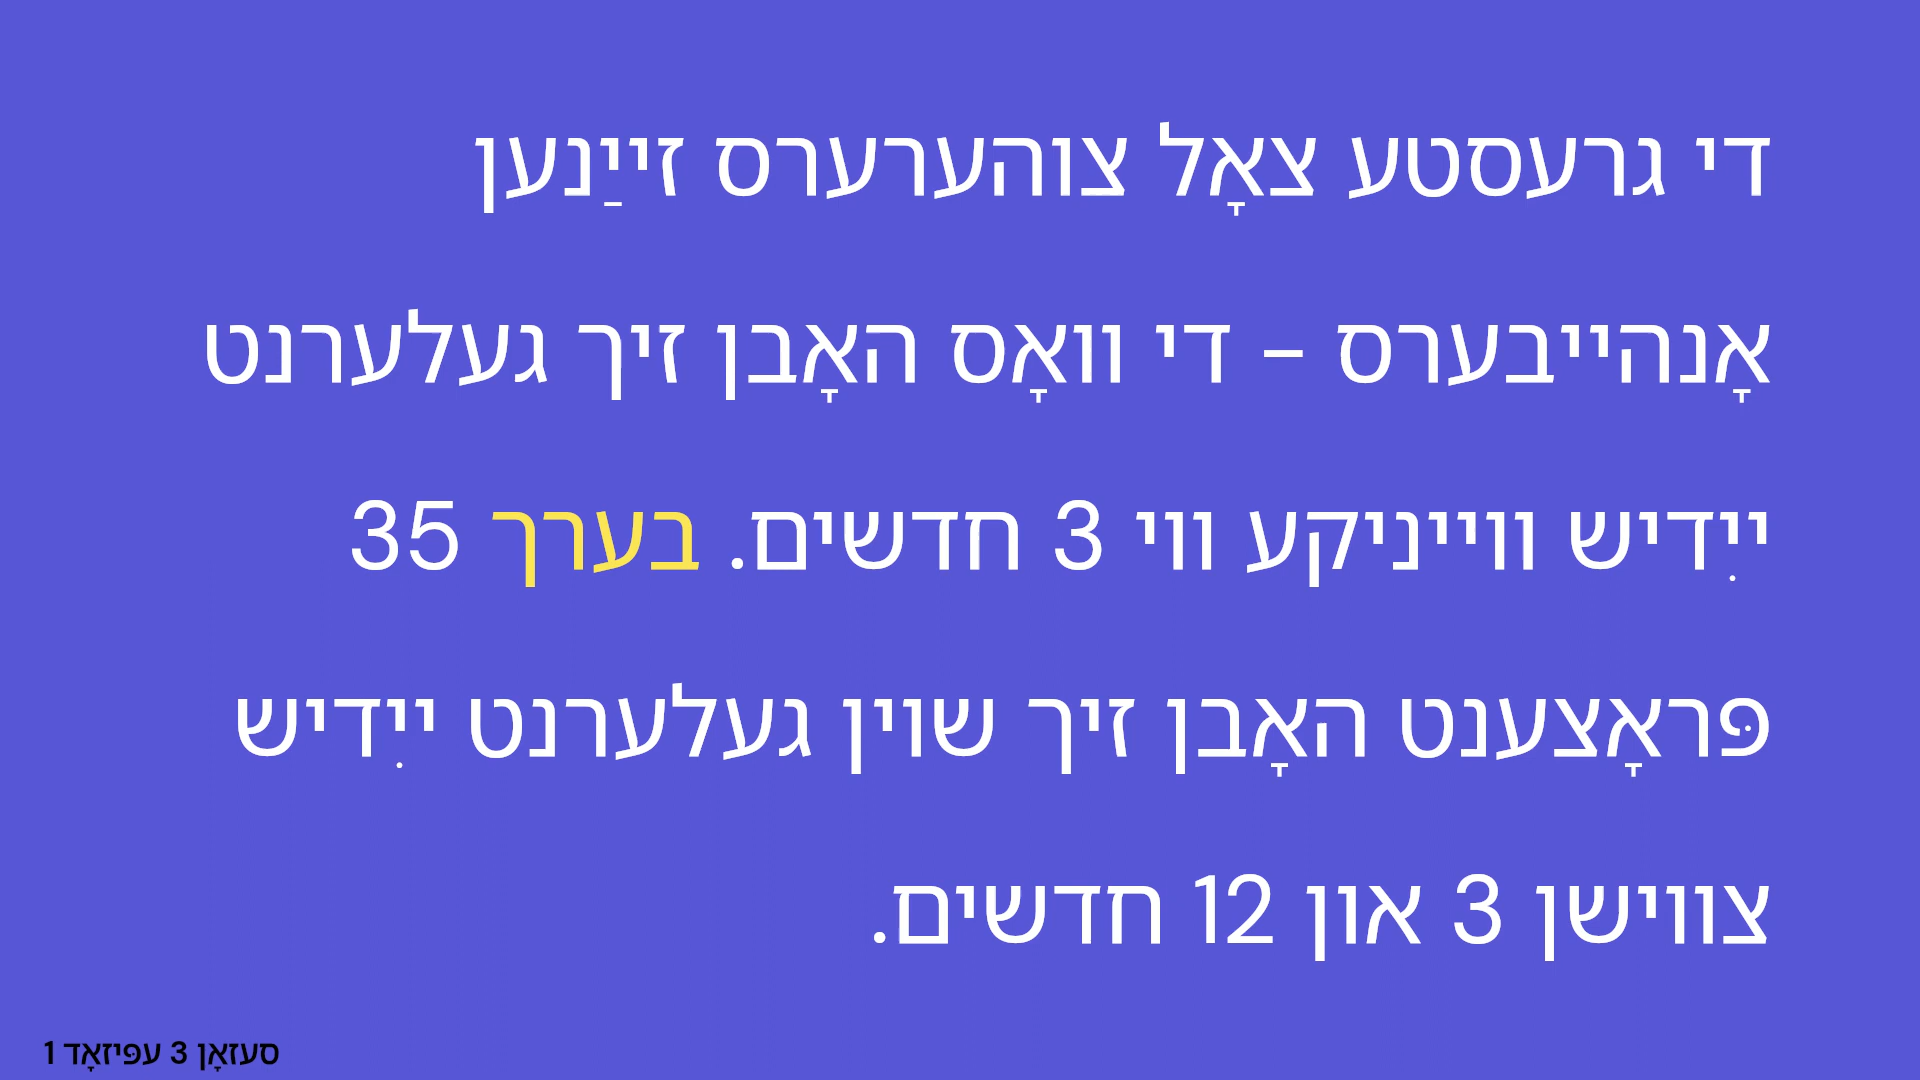 די גרעסטע צאָל צוהערערס זייַנען
אָנהייבערס – די וואָס האָבן זיך געלערנט
ייִדיש ווייניקע ווי 3 חדשים. בערך 35
פּראָצענט האָבן זיך שוין געלערנט ייִדיש
צווישן 3 און 12 חדשים.
סעזאָן 3 עפּיזאָד 1